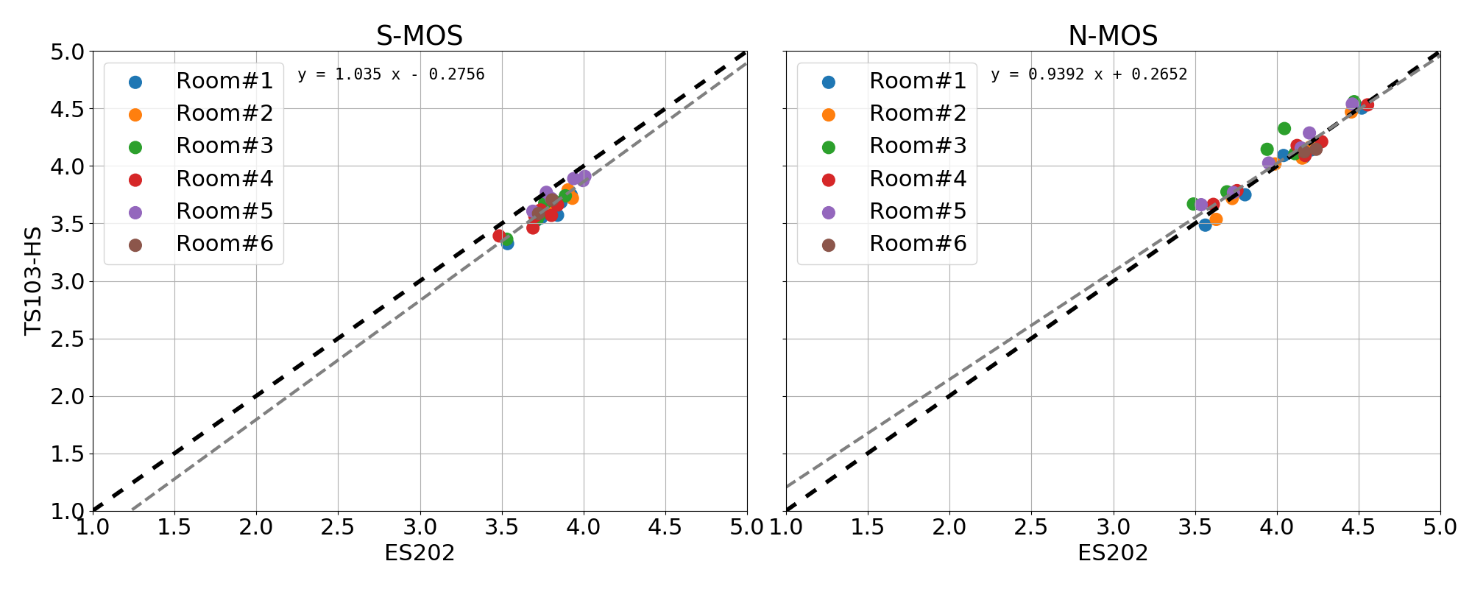 S-MOS
N-MOS
y = 1.035 x - 0.2756
Room#1
Room#2
Room#3
Room#4
Room#5
Room#6
5.0
4.5
4.0
3.5
3.0
2.5
2.0
1.5
1.0
TS103-HS
1.0 1.5 2.0 2.5 3.0 3.5 4.0 4.5 5.0
ES202
y = 0.9392 x + 0.2652
Room#1
Room#2
Room#3
Room#4
Room#5
Room#6
1.0 1.5 2.0 2.5 3.0 3.5 4.0 4.5 5.0
ES202